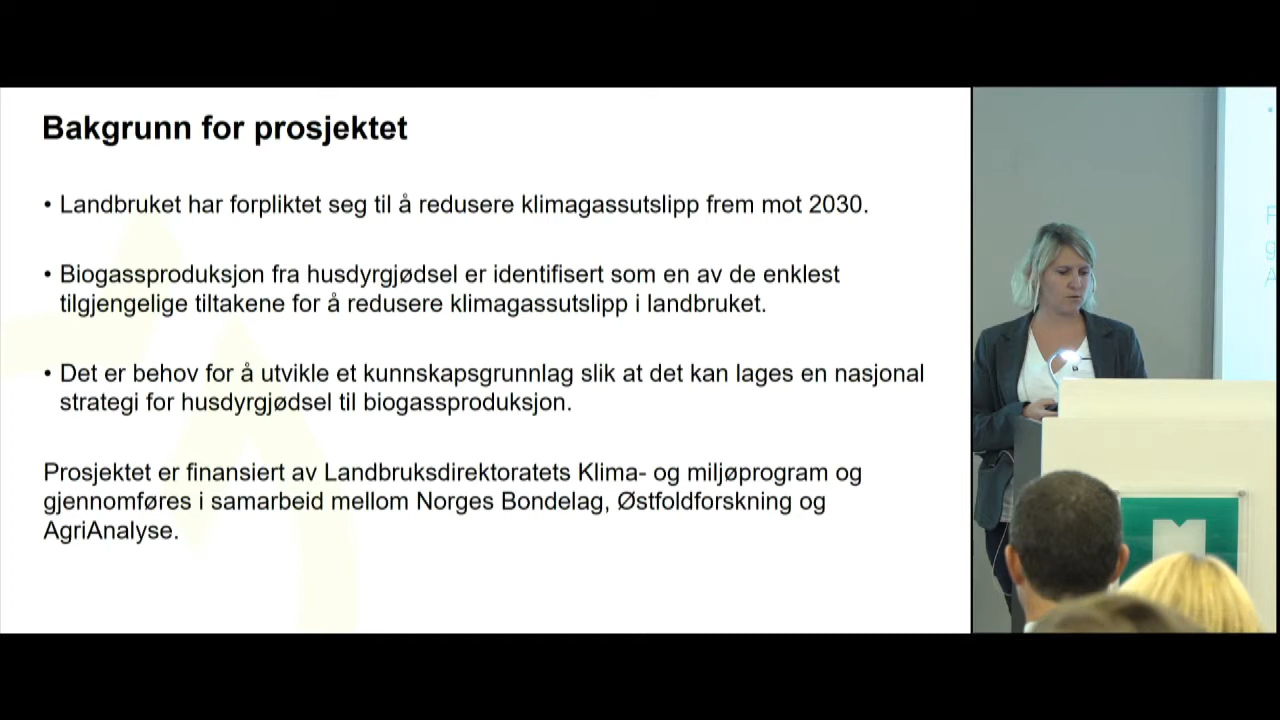 Bakgrunn for prosjektet
• Landbruket har forpliktet seg til å redusere klimagassutslipp frem mot 2030.
• Biogassproduksjon fra husdyrgjødsel er identifisert som en av de enklest
tilgjengelige tiltakene for å redusere klimagassutslipp i landbruket.
• Det er behov for å utvikle et kunnskapsgrunnlag slik at det kan lages en nasjonal
strategi for husdyrgjødsel til biogassproduksjon.
Prosjektet er finansiert av Landbruksdirektoratets Klima- og miljøprogram og
gjennomføres i samarbeid mellom Norges Bondelag, Østfoldforskning og
AgriAnalyse.